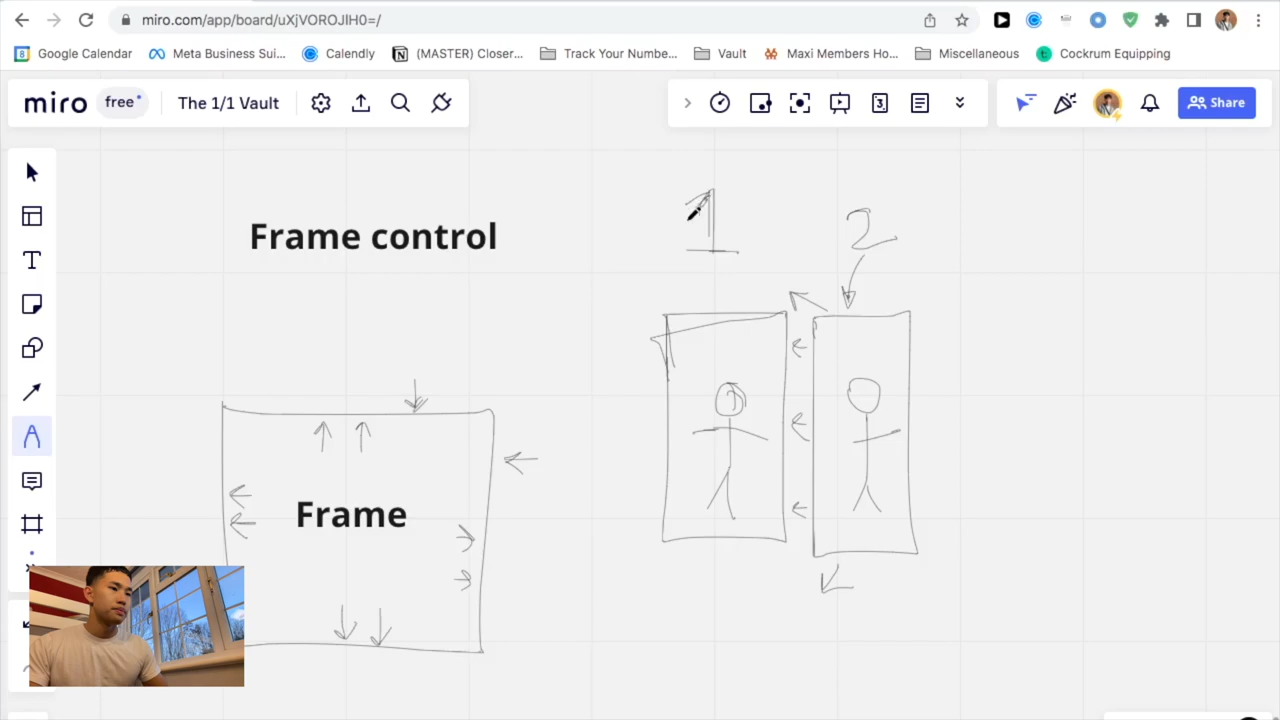 miro.com/app/board/uXjVOROJIH0=/
Google Calendar
Meta Business Sui...
Calendly
(MASTER) Closer...
Track Your Numbe...
Vault
Maxi Members Ho...
Miscellaneous
Cockrum Equipping
miro free The 1/1 Vault
3
Share
1
2
Frame control
Frame